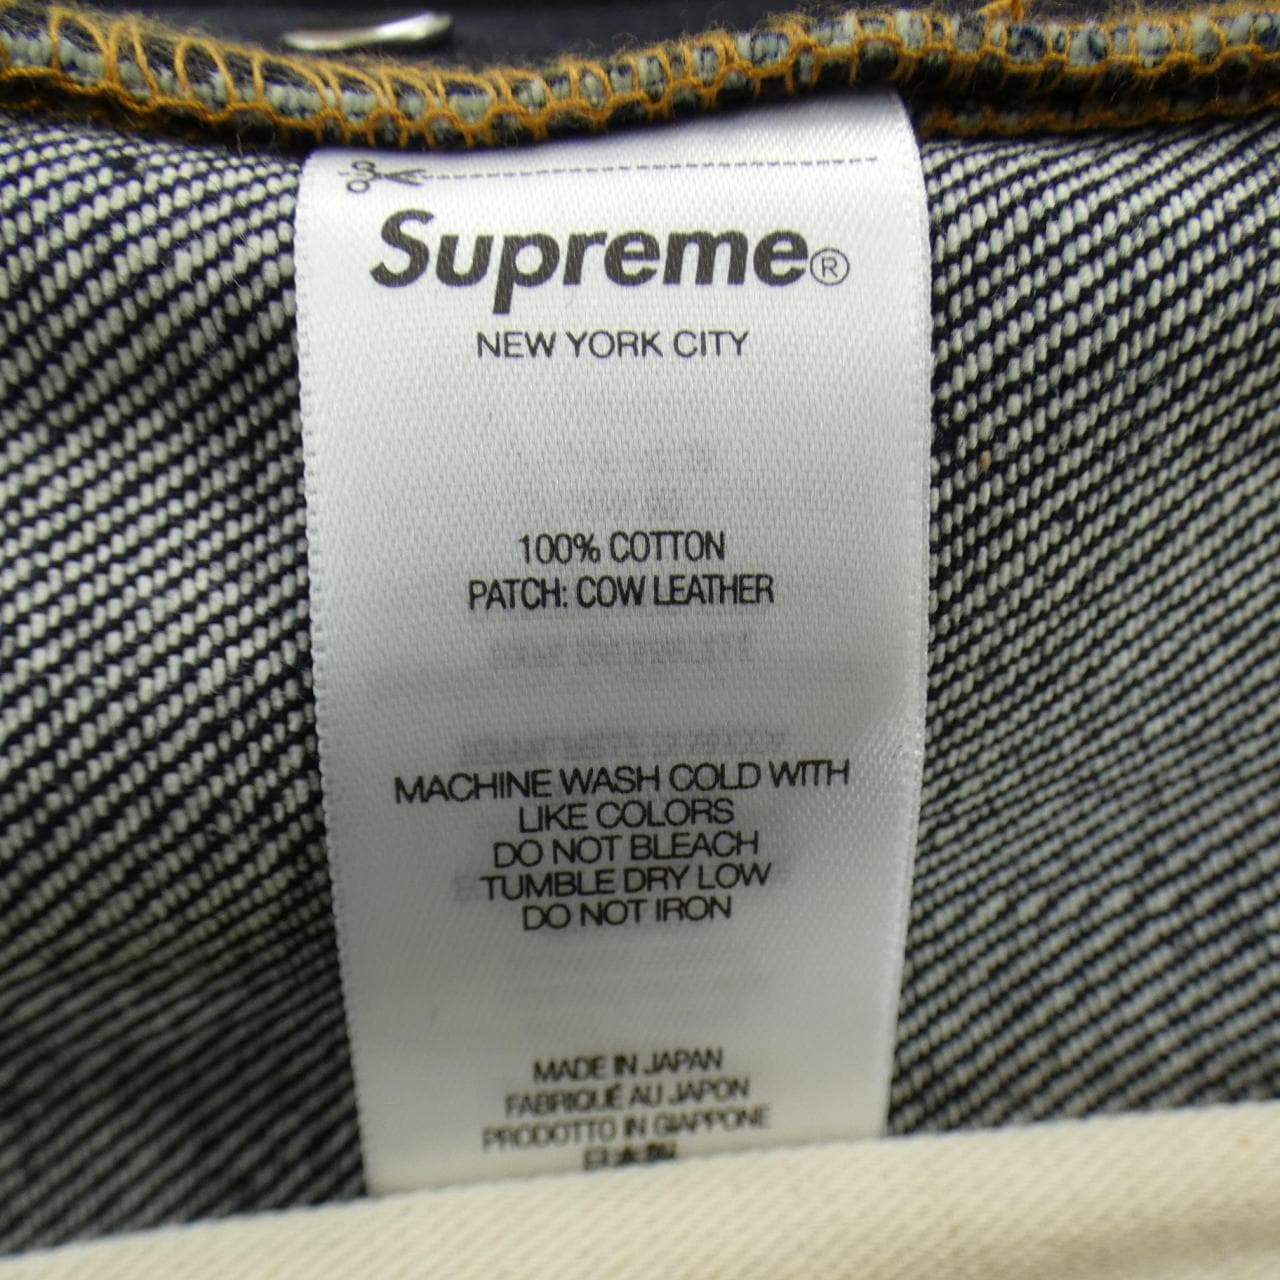 Supreme®
NEW YORK CITY
100% COTTON
PATCH: COW LEATHER
MACHINE WASH COLD WITH
LIKE COLORS
DO NOT BLEACH
TUMBLE DRY LOW
DO NOT IRON
MADE IN JAPAN
FABRIQUÉ AU JAPON
PRODOTTO IN GIAPPONE
日本製